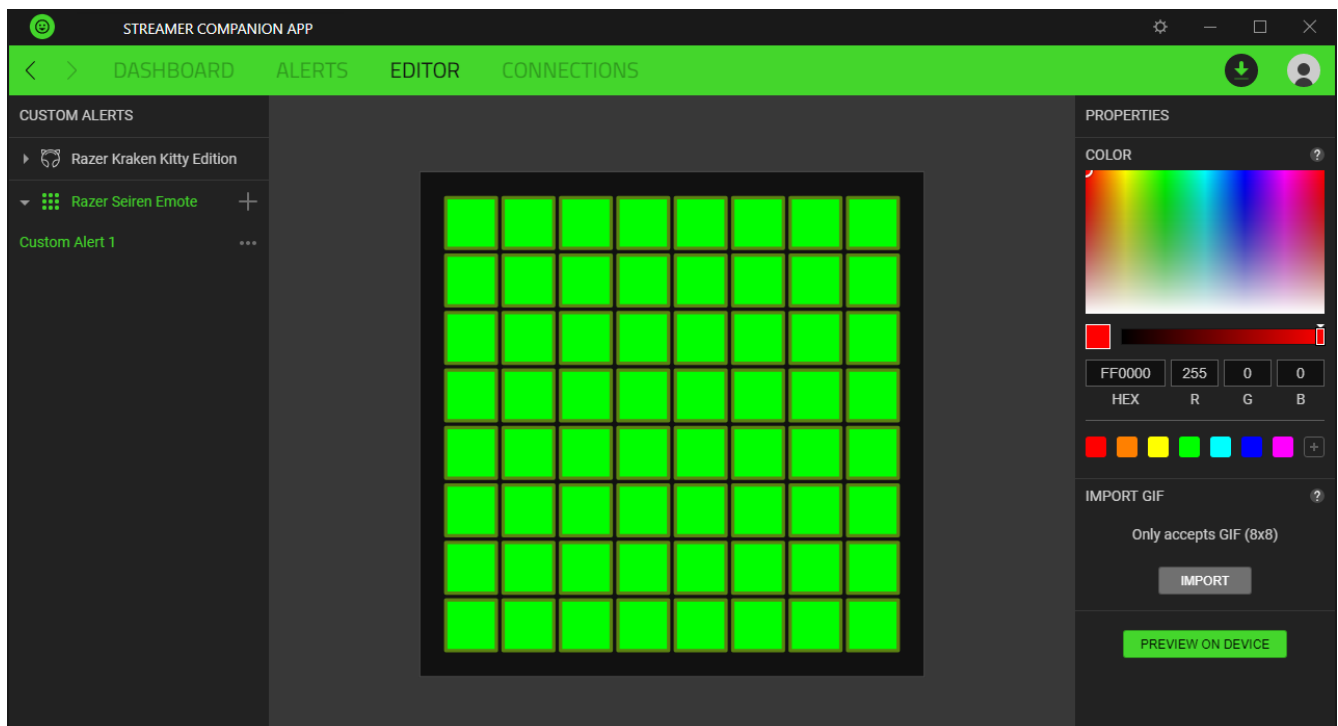 STREAMER COMPANION APP
DASHBOARD ALERTS EDITOR CONNECTIONS
CUSTOM ALERTS
Razer Kraken Kitty Edition
Razer Seiren Emote
Custom Alert 1
PROPERTIES
COLOR ?
FF0000 255 0 0
HEX R G B
IMPORT GIF ?
Only accepts GIF (8x8)
IMPORT
PREVIEW ON DEVICE